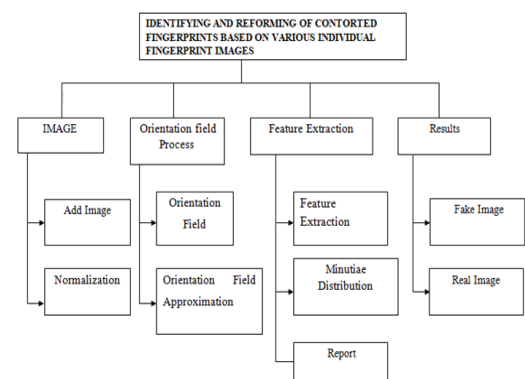 IDENTIFYING AND REFORMING OF CONTORTED
FINGERPRINTS BASED ON VARIOUS INDIVIDUAL
FINGERPRINT IMAGES
IMAGE
Orientation field
Process
Feature Extraction
Results
Add Image
Normalization
Orientation
Field
Orientation Field
Approximation
Feature
Extraction
Minutiae
Distribution
Report
Fake Image
Real Image